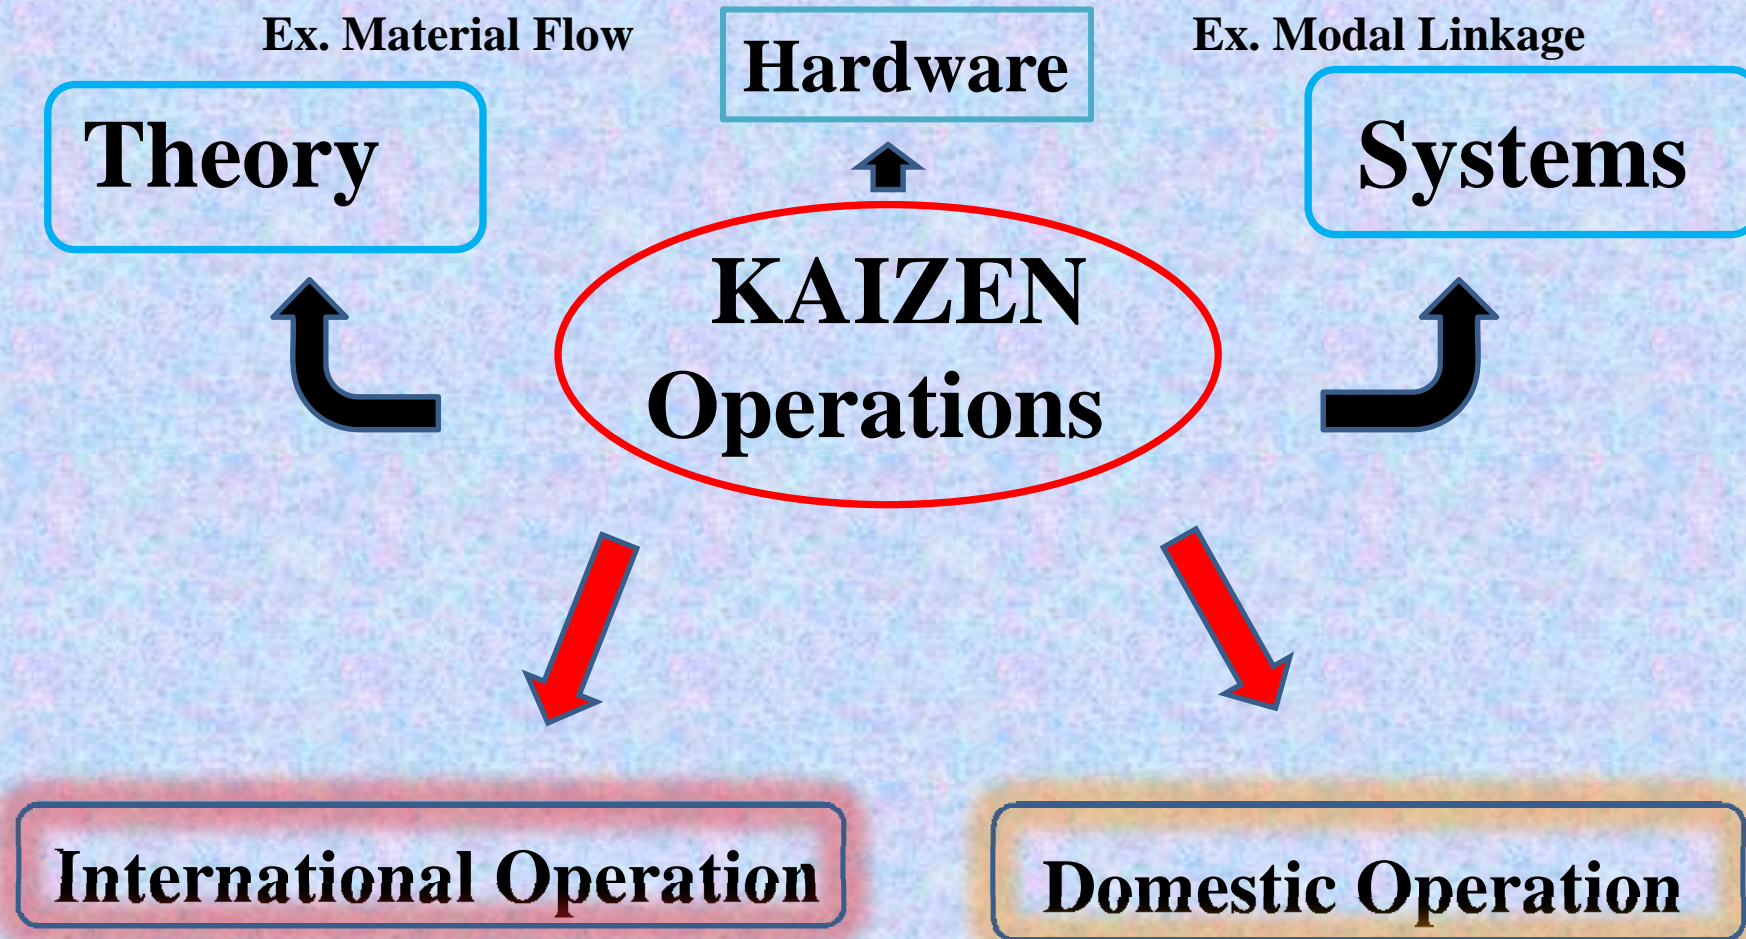 Ex. Material Flow
Hardware
Ex. Modal Linkage
Theory
Systems
KAIZEN
Operations
International Operation
Domestic Operation